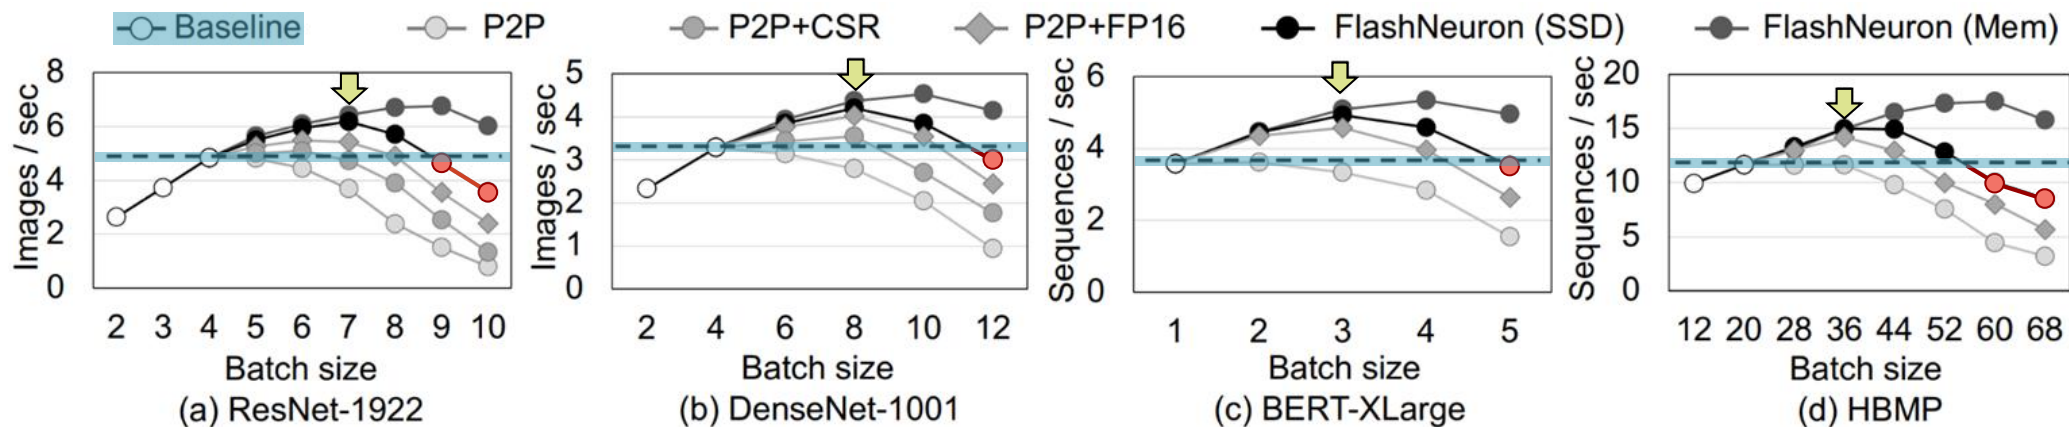 Baseline P2P P2P+CSR P2P+FP16 FlashNeuron (SSD) FlashNeuron (Mem)
Images / sec
8
6
4
2
0
2 3 4 5 6 7 8 9 10
Batch size
(a) ResNet-1922
Images / sec
5
4
3
2
1
0
2 4 6 8 10 12
Batch size
(b) DenseNet-1001
Sequences / sec
6
4
2
0
1 2 3 4 5
Batch size
(c) BERT-XLarge
Sequences / sec
20
15
10
5
0
12 20 28 36 44 52 60 68
Batch size
(d) HBMP